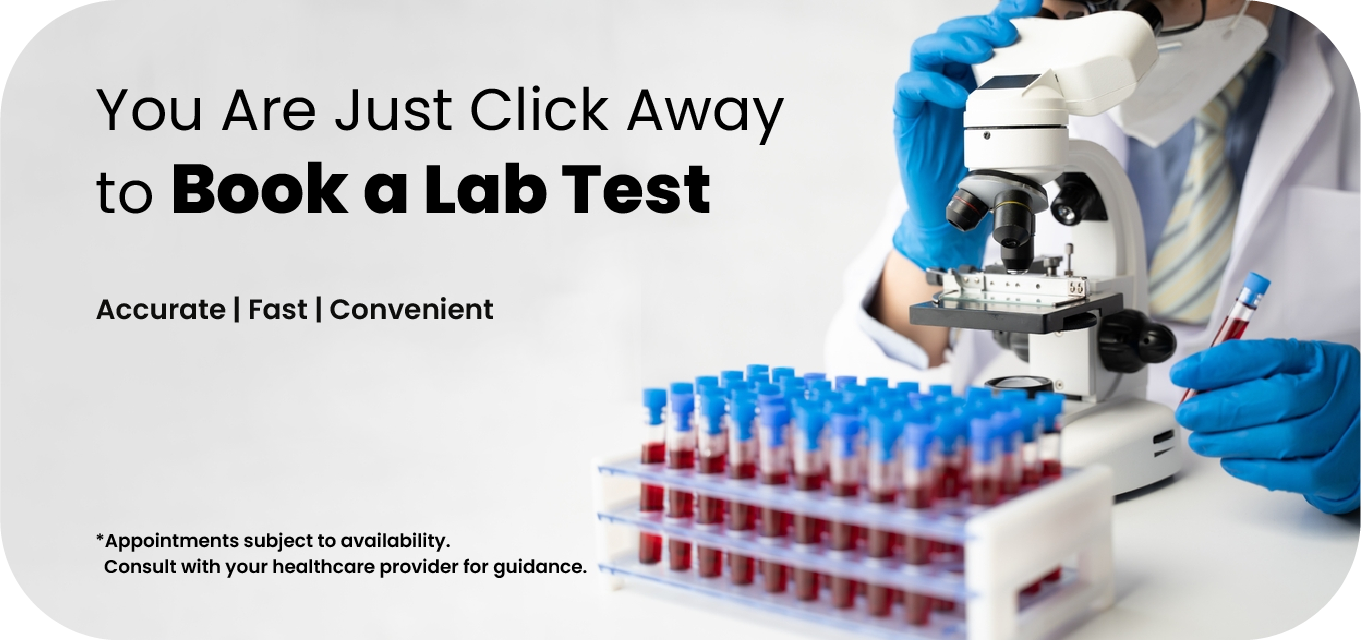 You Are Just Click Away
to Book a Lab Test
Accurate | Fast | Convenient
*Appointments subject to availability.
Consult with your healthcare provider for guidance.